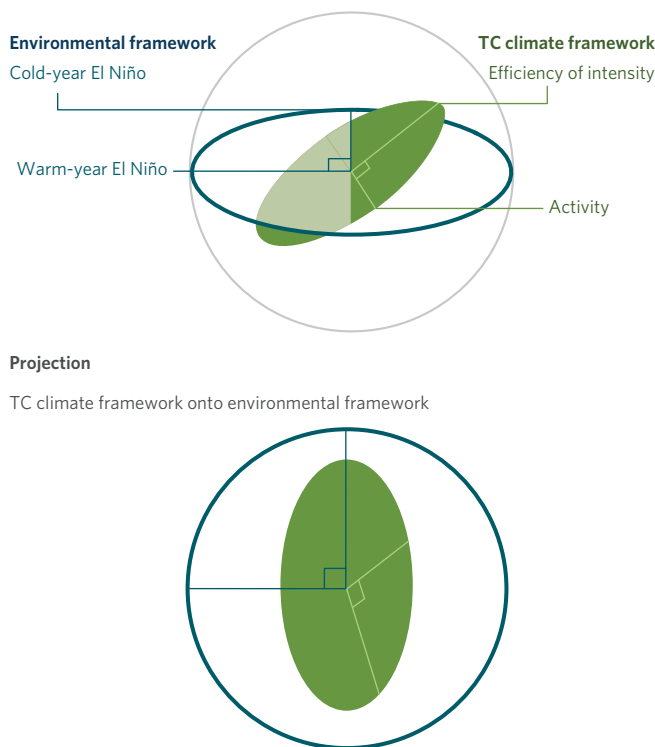 Environmental framework
Cold-year El Niño
Warm-year El Niño
TC climate framework
Efficiency of intensity
Activity
Projection
TC climate framework onto environmental framework